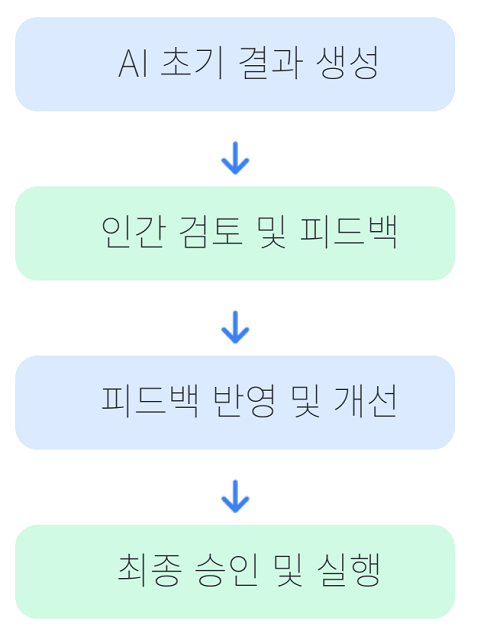 AI 초기 결과 생성
인간 검토 및 피드백
피드백 반영 및 개선
최종 승인 및 실행